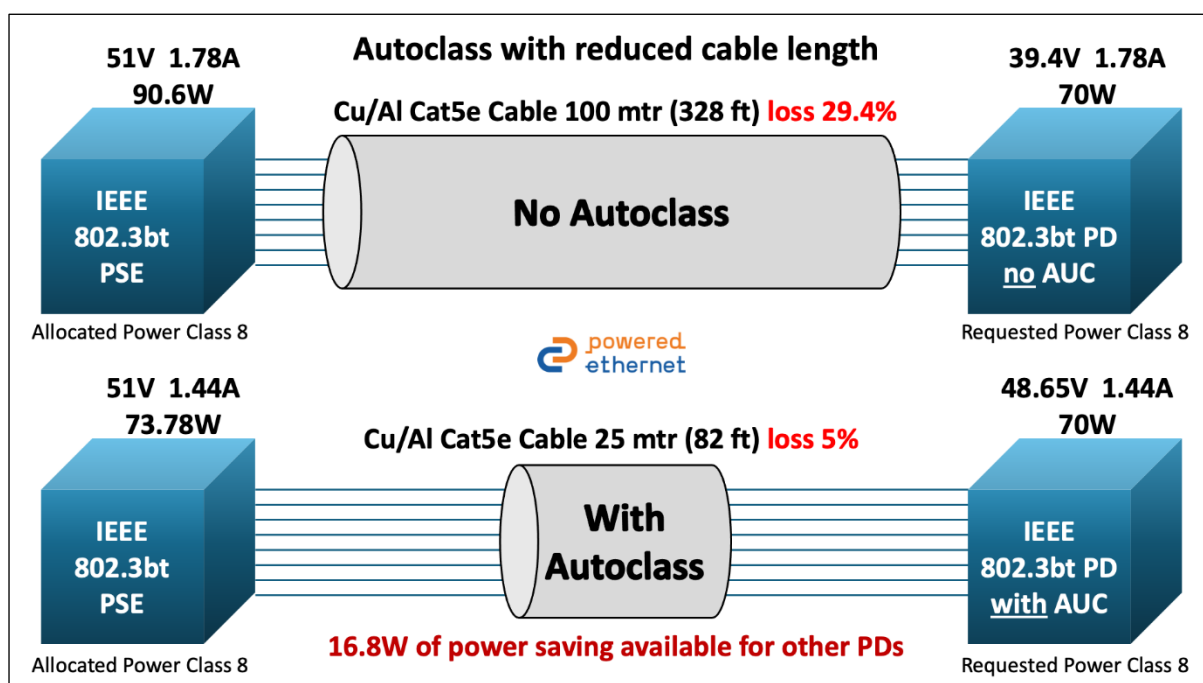 Autoclass with reduced cable length
51V 1.78A
90.6W
39.4V 1.78A
70W
Cu/Al Cat5e Cable 100 mtr (328 ft) loss 29.4%
IEEE
802.3bt
PSE
No Autoclass
IEEE
802.3bt PD
no AUC
Allocated Power Class 8
Requested Power Class 8
powered
ethernet
51V 1.44A
73.78W
48.65V 1.44A
70W
Cu/Al Cat5e Cable 25 mtr (82 ft) loss 5%
IEEE
802.3bt
PSE
With
Autoclass
IEEE
802.3bt PD
with AUC
16.8W of power saving available for other PDs
Allocated Power Class 8
Requested Power Class 8